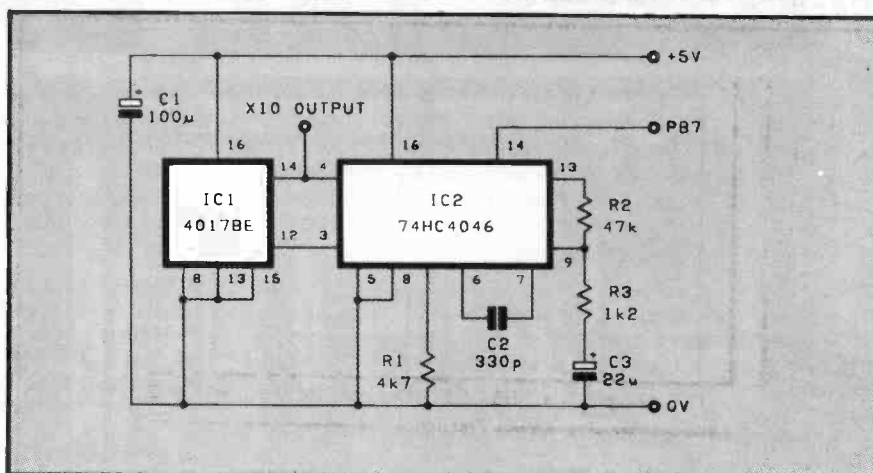 +5V
C1
100µ
X10 OUTPUT
PB7
16
16
14
14
4
13
IC1
4017BE
IC2
74HC4046
R2
47k
12
3
9
8
13
15
5
8
6
7
R3
1k2
C2
330p
R1
4k7
C3
22u
0V